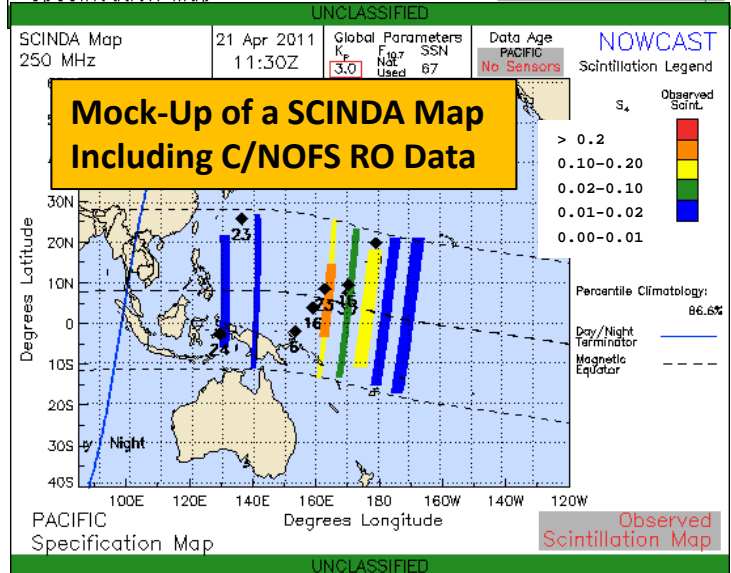 Specification Map
UNCLASSIFIED
SCINDA Map
250 MHz
21 Apr 2011
11:30Z
Global Parameters
Kp F10.7 SSN
3.0 Not Used 67
Data Age
PACIFIC
No Sensors
NOWCAST
Scintillation Legend
Mock-Up of a SCINDA Map
Including C/NOFS RO Data
S4
Observed
Scint.
> 0.2
0.10-0.20
0.02-0.10
0.01-0.02
0.00-0.01
Percentile Climatology:
86.6%
Day/Night
Terminator
Magnetic
Equator
Degrees Latitude
30N
20N
10N
0
10S
20S
30S
40S
23
23
16
16
24
6
Night
100E 120E 140E 160E 180 160W 140W 120W
Degrees Longitude
PACIFIC
Specification Map
Observed
Scintillation Map
UNCLASSIFIED